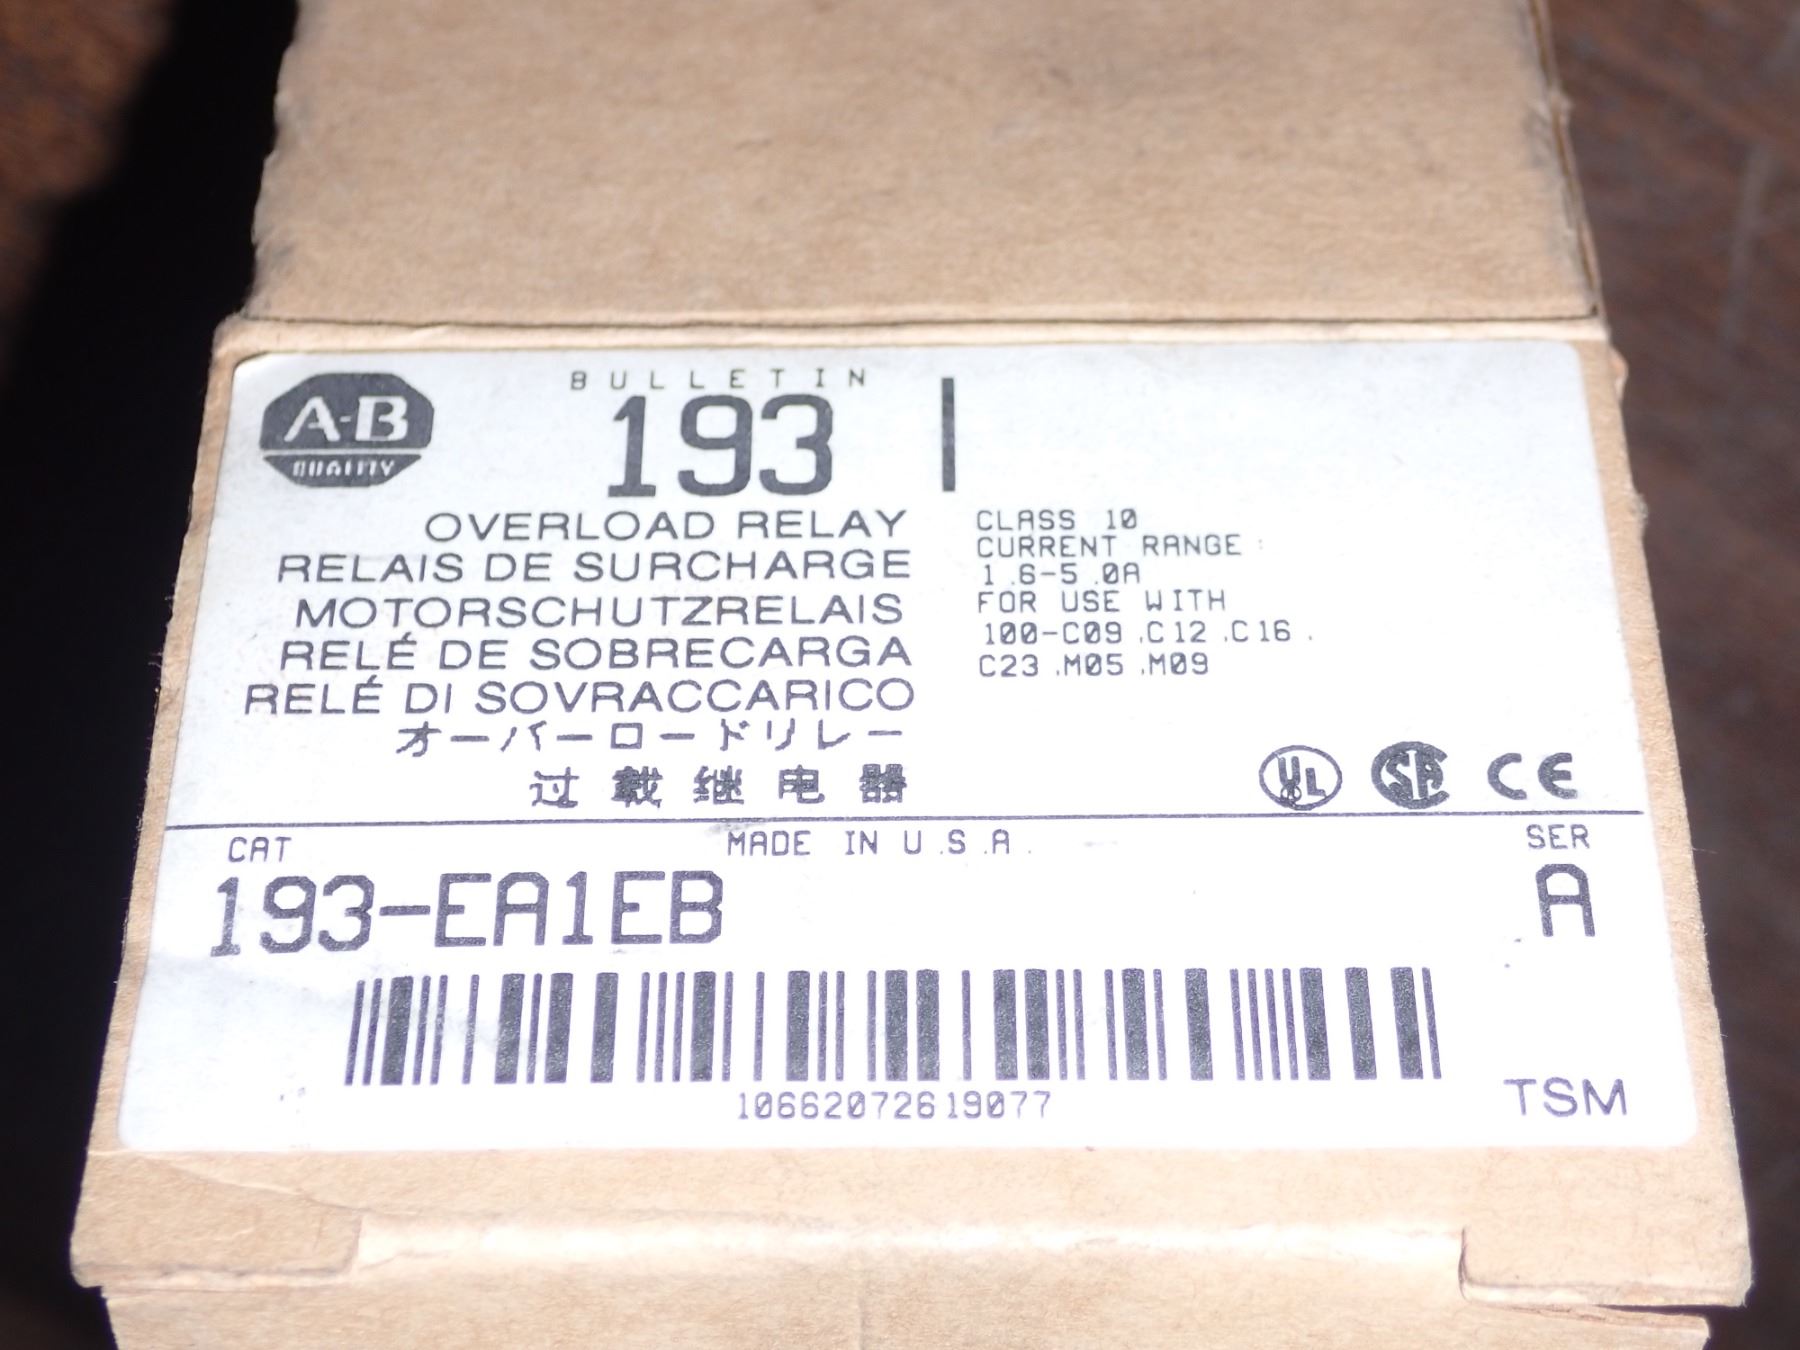 A-B
QUALITY
BULLETIN
193
OVERLOAD RELAY
RELAIS DE SURCHARGE
MOTORSCHUTZRELAIS
RELÉ DE SOBRECARGA
RELÉ DI SOVRACCARICO
オーバーロードリレー
过载继电器
CLASS 10
CURRENT RANGE:
1.6-5.0A
FOR USE WITH
100-C09,C12,C16,
C23,M05,M09
UL SA CE
CAT
MADE IN U.S.A.
SER
193-EA1EB
A
10662072619077
TSM